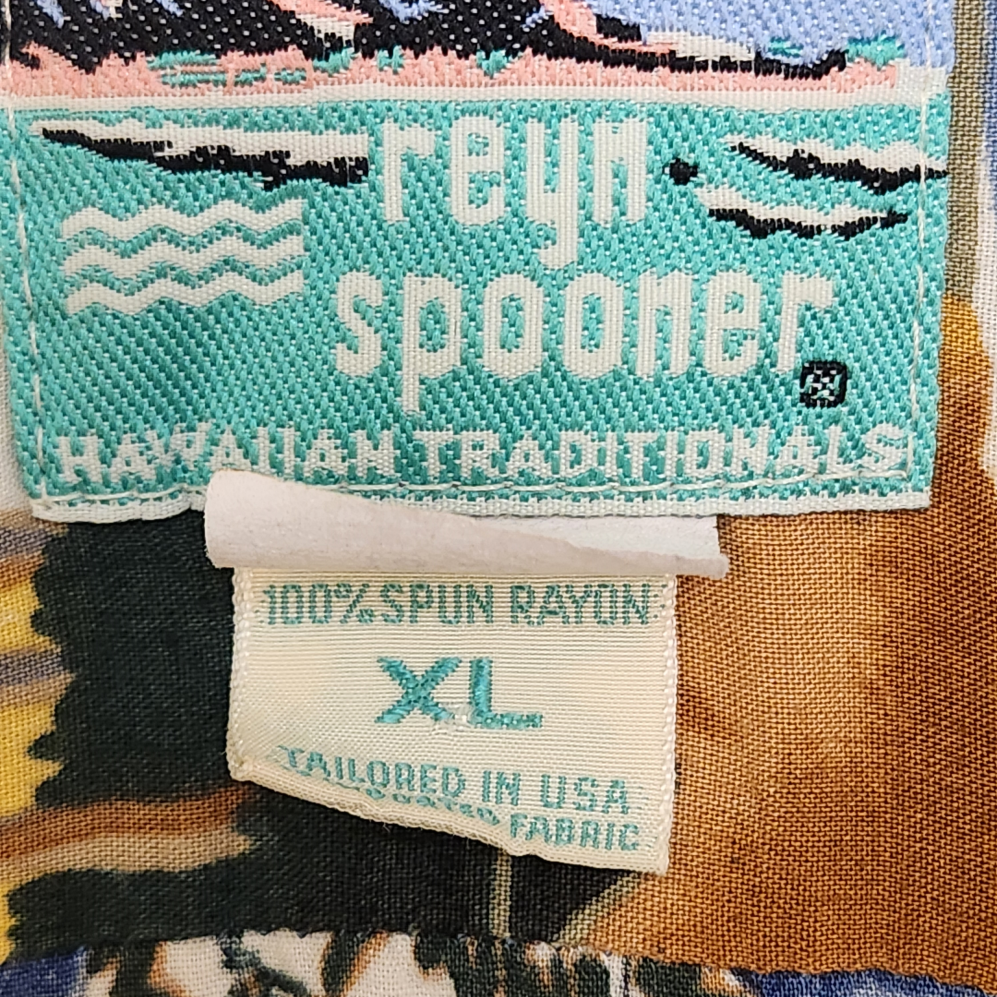 reyn
spooner
HAWAIIAN TRADITIONALS
100% SPUN RAYON
XL
TAILORED IN USA
FABRIC